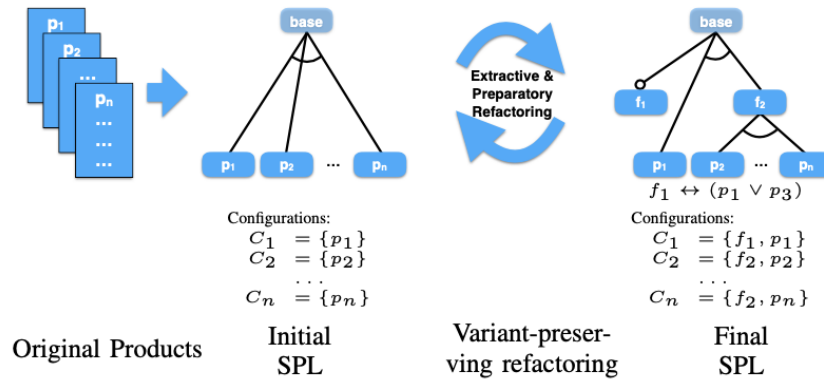 p1
p2
...
pn
...
...
...
base
p1 p2 ... pn
Configurations:
C1 = {p1}
C2 = {p2}
...
Cn = {pn}
Extractive &
Preparatory
Refactoring
base
f1 f2
p1 p2 ... pn
f1 ↔ (p1 ∨ p3)
Configurations:
C1 = {f1, p1}
C2 = {f2, p2}
...
Cn = {f2, pn}
Original Products
Initial
SPL
Variant-preser-
ving refactoring
Final
SPL